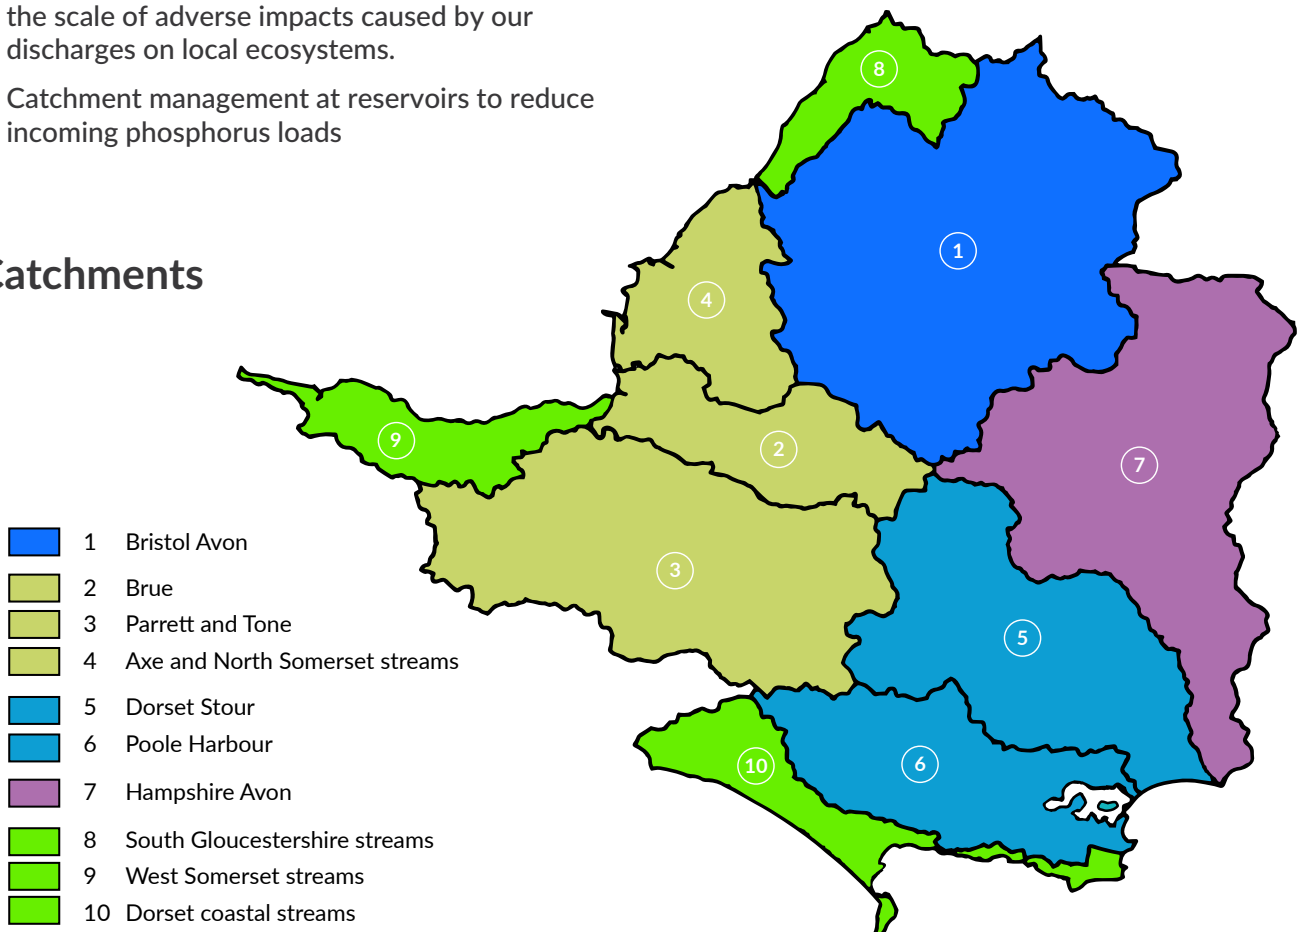 the scale of adverse impacts caused by our
discharges on local ecosystems.
Catchment management at reservoirs to reduce
incoming phosphorus loads
Catchments
8
1
4
9
2
7
3
5
10
6
1 Bristol Avon
2 Brue
3 Parrett and Tone
4 Axe and North Somerset streams
5 Dorset Stour
6 Poole Harbour
7 Hampshire Avon
8 South Gloucestershire streams
9 West Somerset streams
10 Dorset coastal streams